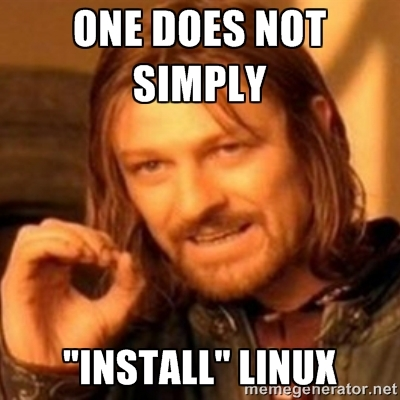 ONE DOES NOT
SIMPLY
"INSTALL" LINUX
memegenerator.net